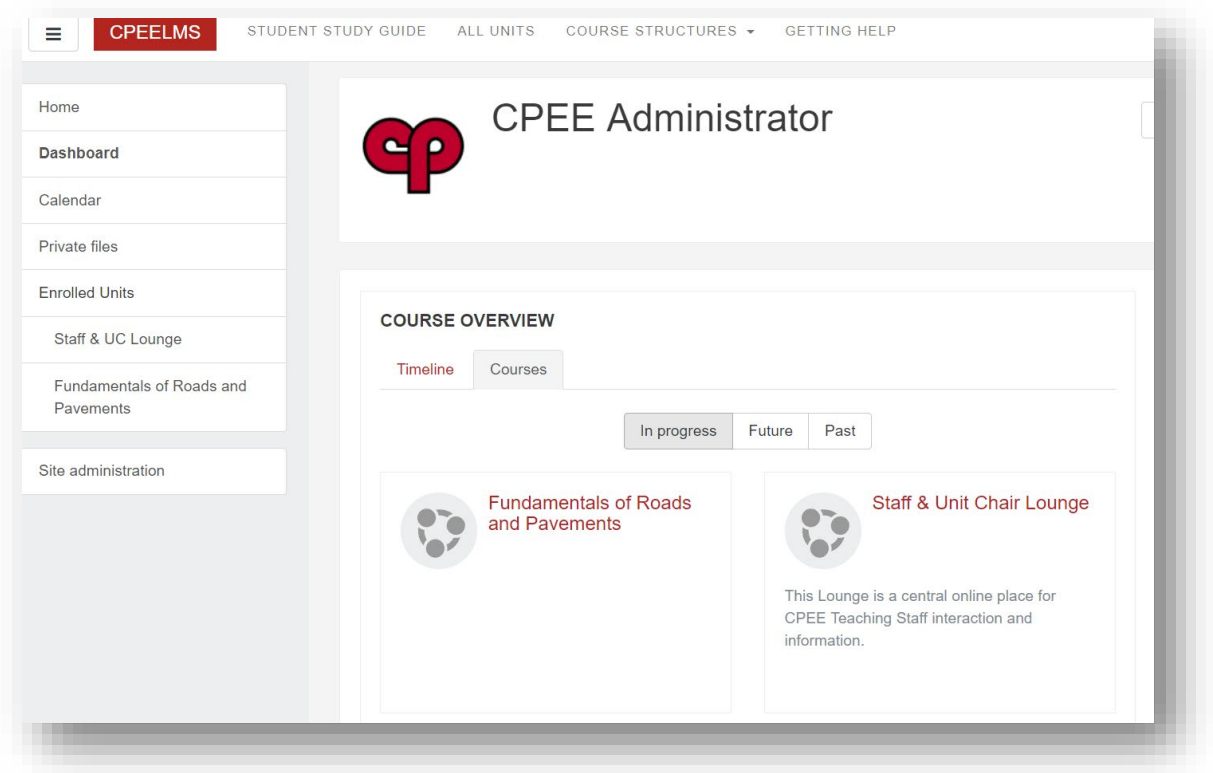 CPEELMS STUDENT STUDY GUIDE ALL UNITS COURSE STRUCTURES GETTING HELP
Home
Dashboard
Calendar
Private files
Enrolled Units
Staff & UC Lounge
Fundamentals of Roads and
Pavements
Site administration
cp
CPEE Administrator
COURSE OVERVIEW
Timeline Courses
In progress Future Past
Fundamentals of Roads
and Pavements
Staff & Unit Chair Lounge
This Lounge is a central online place for
CPEE Teaching Staff interaction and
information.